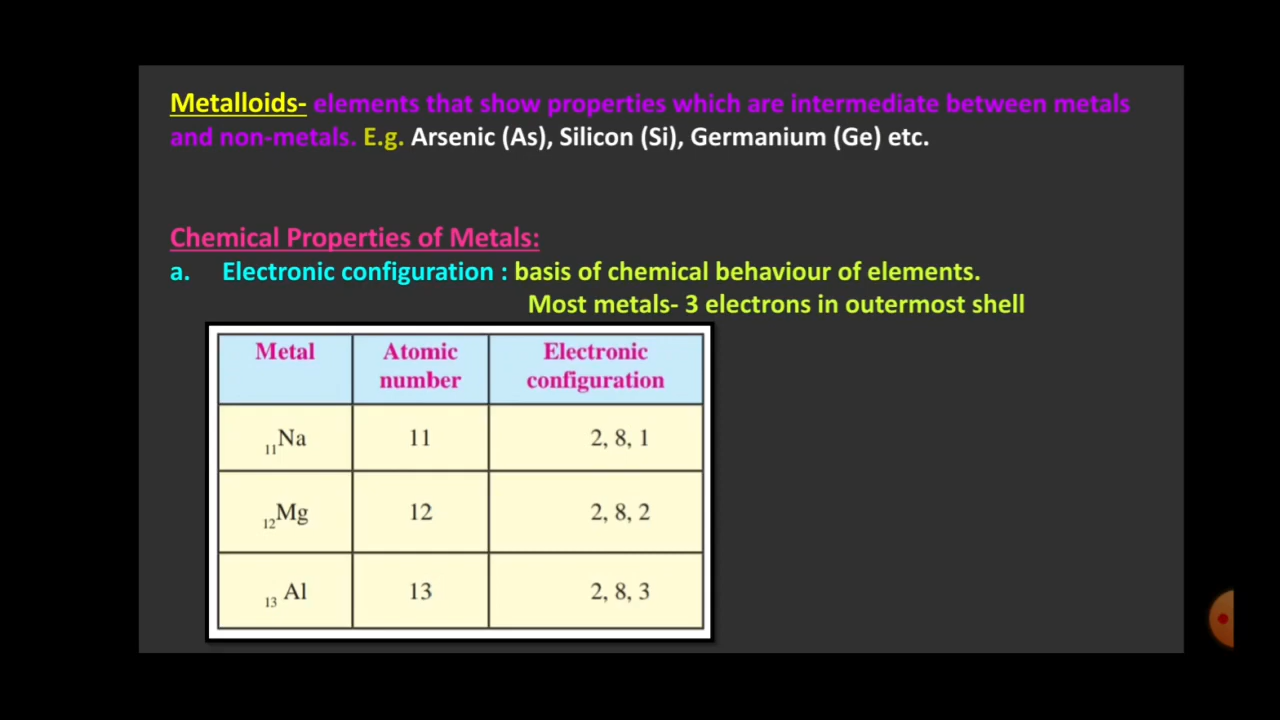 Metalloids- elements that show properties which are intermediate between metals
and non-metals. E.g. Arsenic (As), Silicon (Si), Germanium (Ge) etc.
Chemical Properties of Metals:
a. Electronic configuration : basis of chemical behaviour of elements.
Most metals- 3 electrons in outermost shell
Metal Atomic number Electronic configuration
11Na 11 2, 8, 1
12Mg 12 2, 8, 2
13 Al 13 2, 8, 3